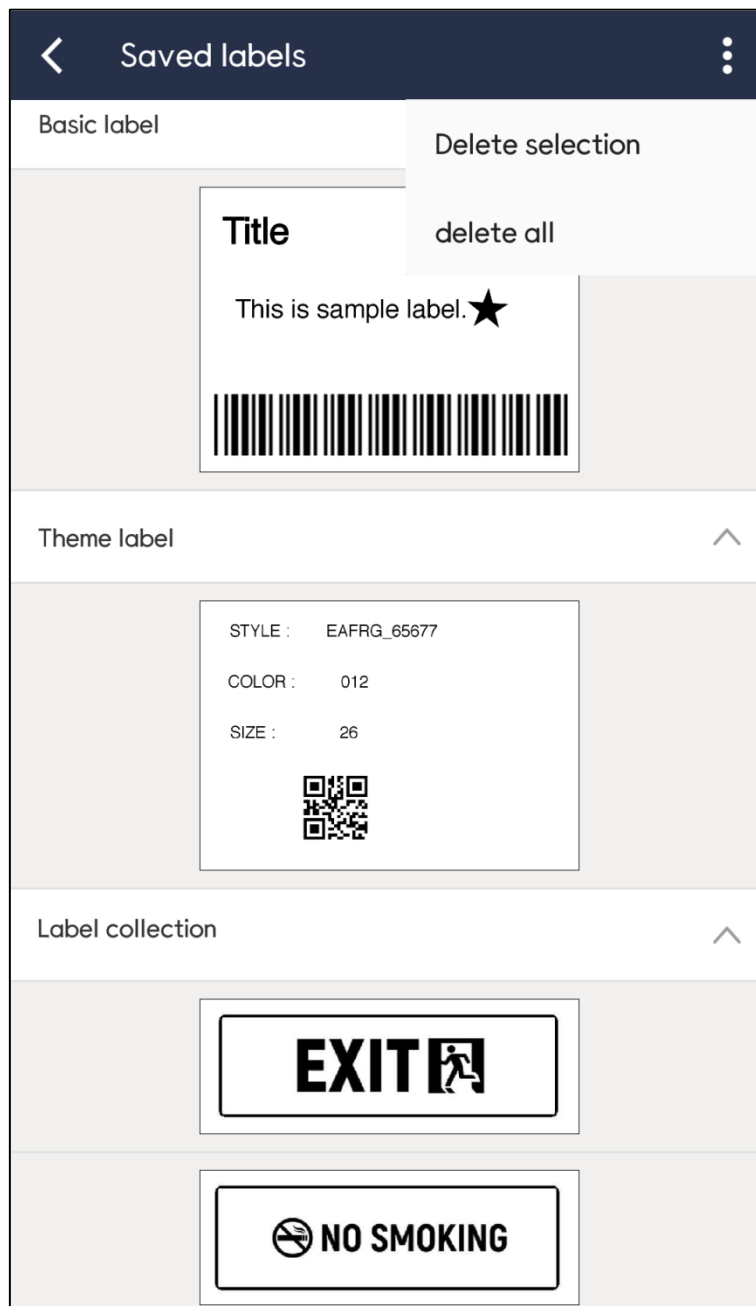 Saved labels
Basic label
Delete selection
delete all
Title
This is sample label.
Theme label
STYLE : EAFRG_65677
COLOR : 012
SIZE : 26
Label collection
EXIT
NO SMOKING